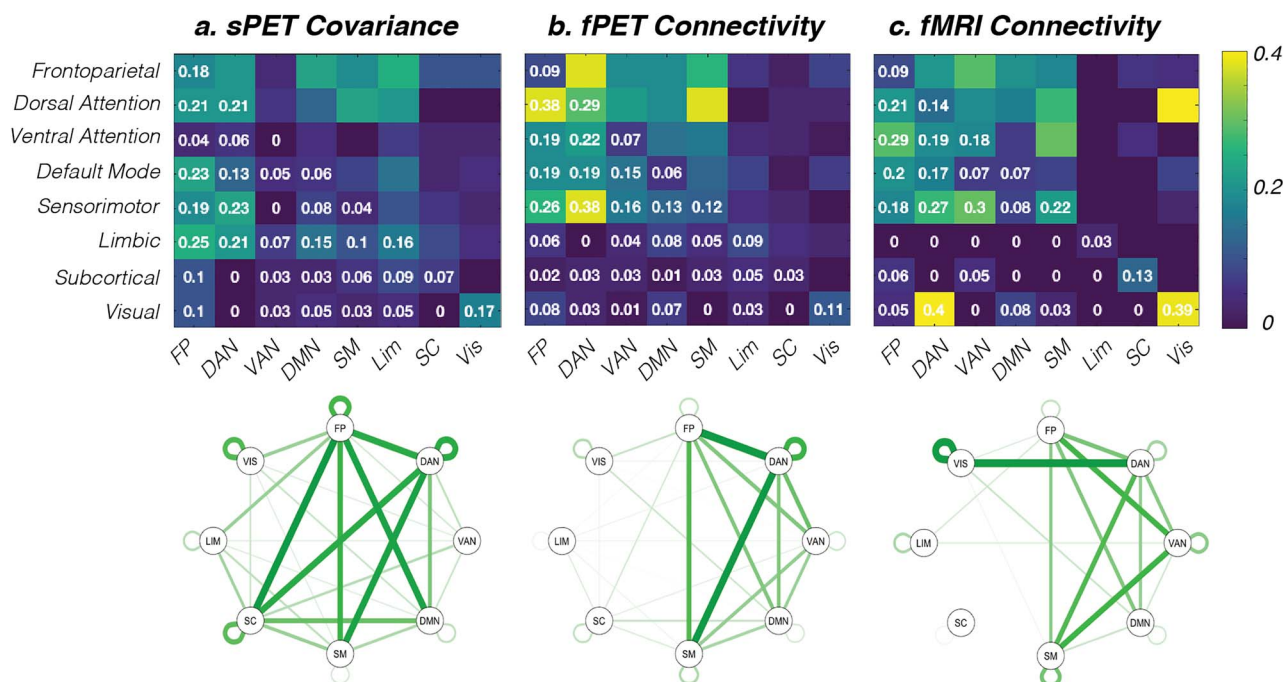 a. sPET Covariance
b. fPET Connectivity
c. fMRI Connectivity
Frontoparietal 0.18 0.09 0.09 0.4
Dorsal Attention 0.21 0.21 0.38 0.29 0.21 0.14
Ventral Attention 0.04 0.06 0 0.19 0.22 0.07 0.29 0.19 0.18
Default Mode 0.23 0.13 0.05 0.06 0.19 0.19 0.15 0.06 0.2 0.17 0.07 0.07 0.2
Sensorimotor 0.19 0.23 0 0.08 0.04 0.26 0.38 0.16 0.13 0.12 0.18 0.27 0.3 0.08 0.22
Limbic 0.25 0.21 0.07 0.15 0.1 0.16 0.06 0 0.04 0.08 0.05 0.09 0 0 0 0 0 0.03
Subcortical 0.1 0 0.03 0.03 0.06 0.09 0.07 0.02 0.03 0.03 0.01 0.03 0.05 0.03 0.06 0 0.05 0 0 0 0.13
Visual 0.1 0 0.03 0.05 0.03 0.05 0 0.17 0.08 0.03 0.01 0.07 0 0.03 0 0.11 0.05 0.4 0 0.08 0.03 0 0 0.39 0
FP DAN VAN DMN SM Lim SC Vis FP DAN VAN DMN SM Lim SC Vis FP DAN VAN DMN SM Lim SC Vis
FP FP FP
VIS DAN VIS DAN VIS DAN
LIM VAN LIM VAN LIM VAN
SC DMN SC DMN SC DMN
SM SM SM